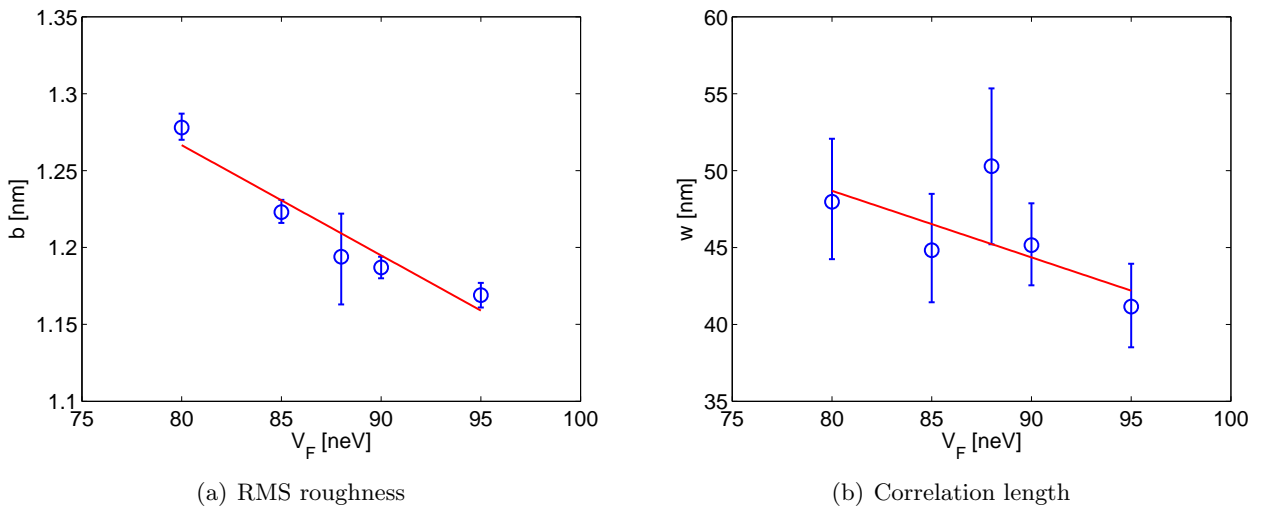 1.35
1.3
1.25
1.2
1.15
1.1
b [nm]
75 80 85 90 95 100
V_F [neV]
(a) RMS roughness
60
55
50
45
40
35
w [nm]
75 80 85 90 95 100
V_F [neV]
(b) Correlation length